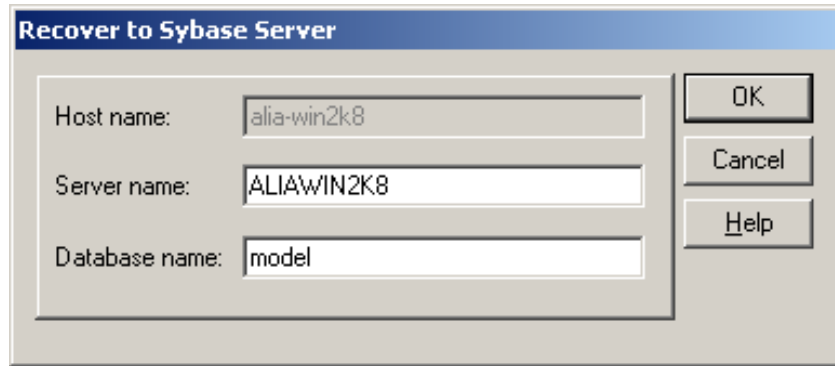 Recover to Sybase Server
Host name: alia-win2k8
Server name: ALIAWIN2K8
Database name: model
OK
Cancel
Help